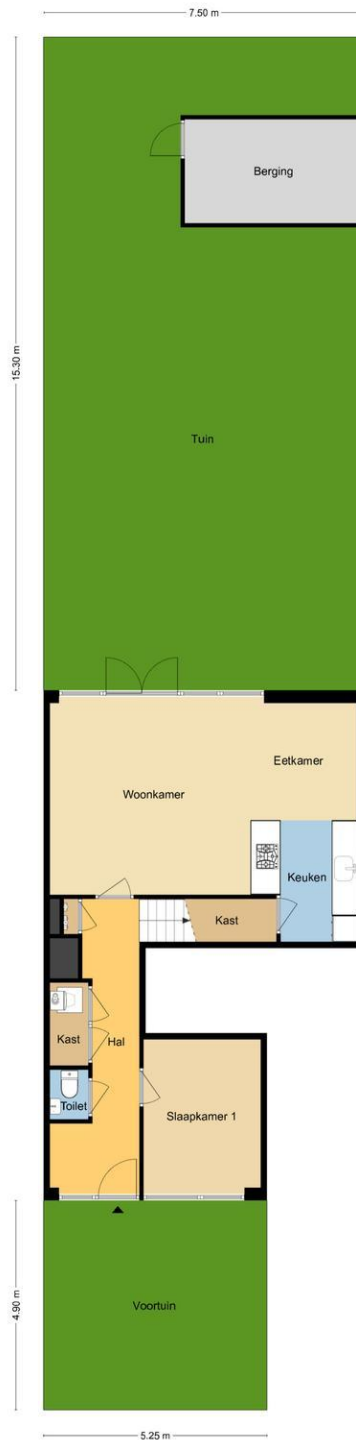 7.50 m
Berging
15.30 m
Tuin
Eetkamer
Woonkamer
Keuken
Kast
Hal
Kast
Toilet
Slaapkamer 1
Voortuin
4.90 m
5.25 m